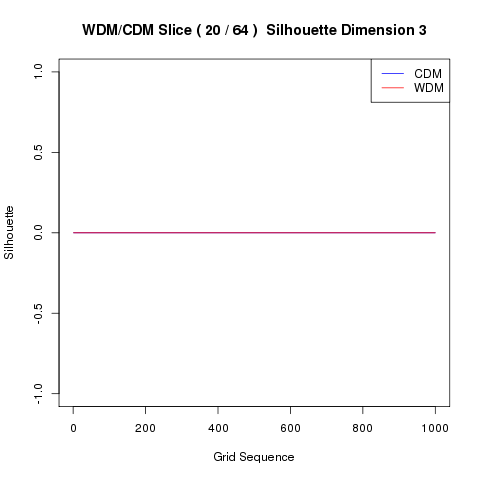 WDM/CDM Slice ( 20 / 64 )  Silhouette Dimension 3
CDM
WDM
Silhouette
1.0
0.5
0.0
-0.5
-1.0
0 200 400 600 800 1000
Grid Sequence